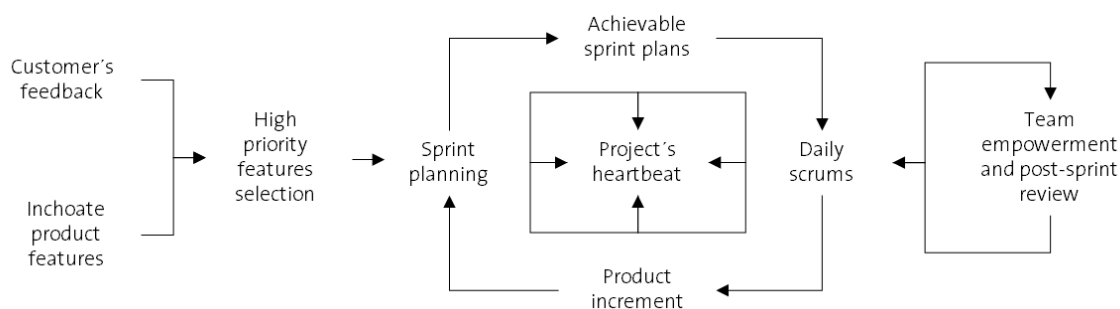 Customer´s
feedback
Inchoate
product
features
High
priority
features
selection
Sprint
planning
Achievable
sprint plans
Project´s
heartbeat
Product
increment
Daily
scrums
Team
empowerment
and post-sprint
review